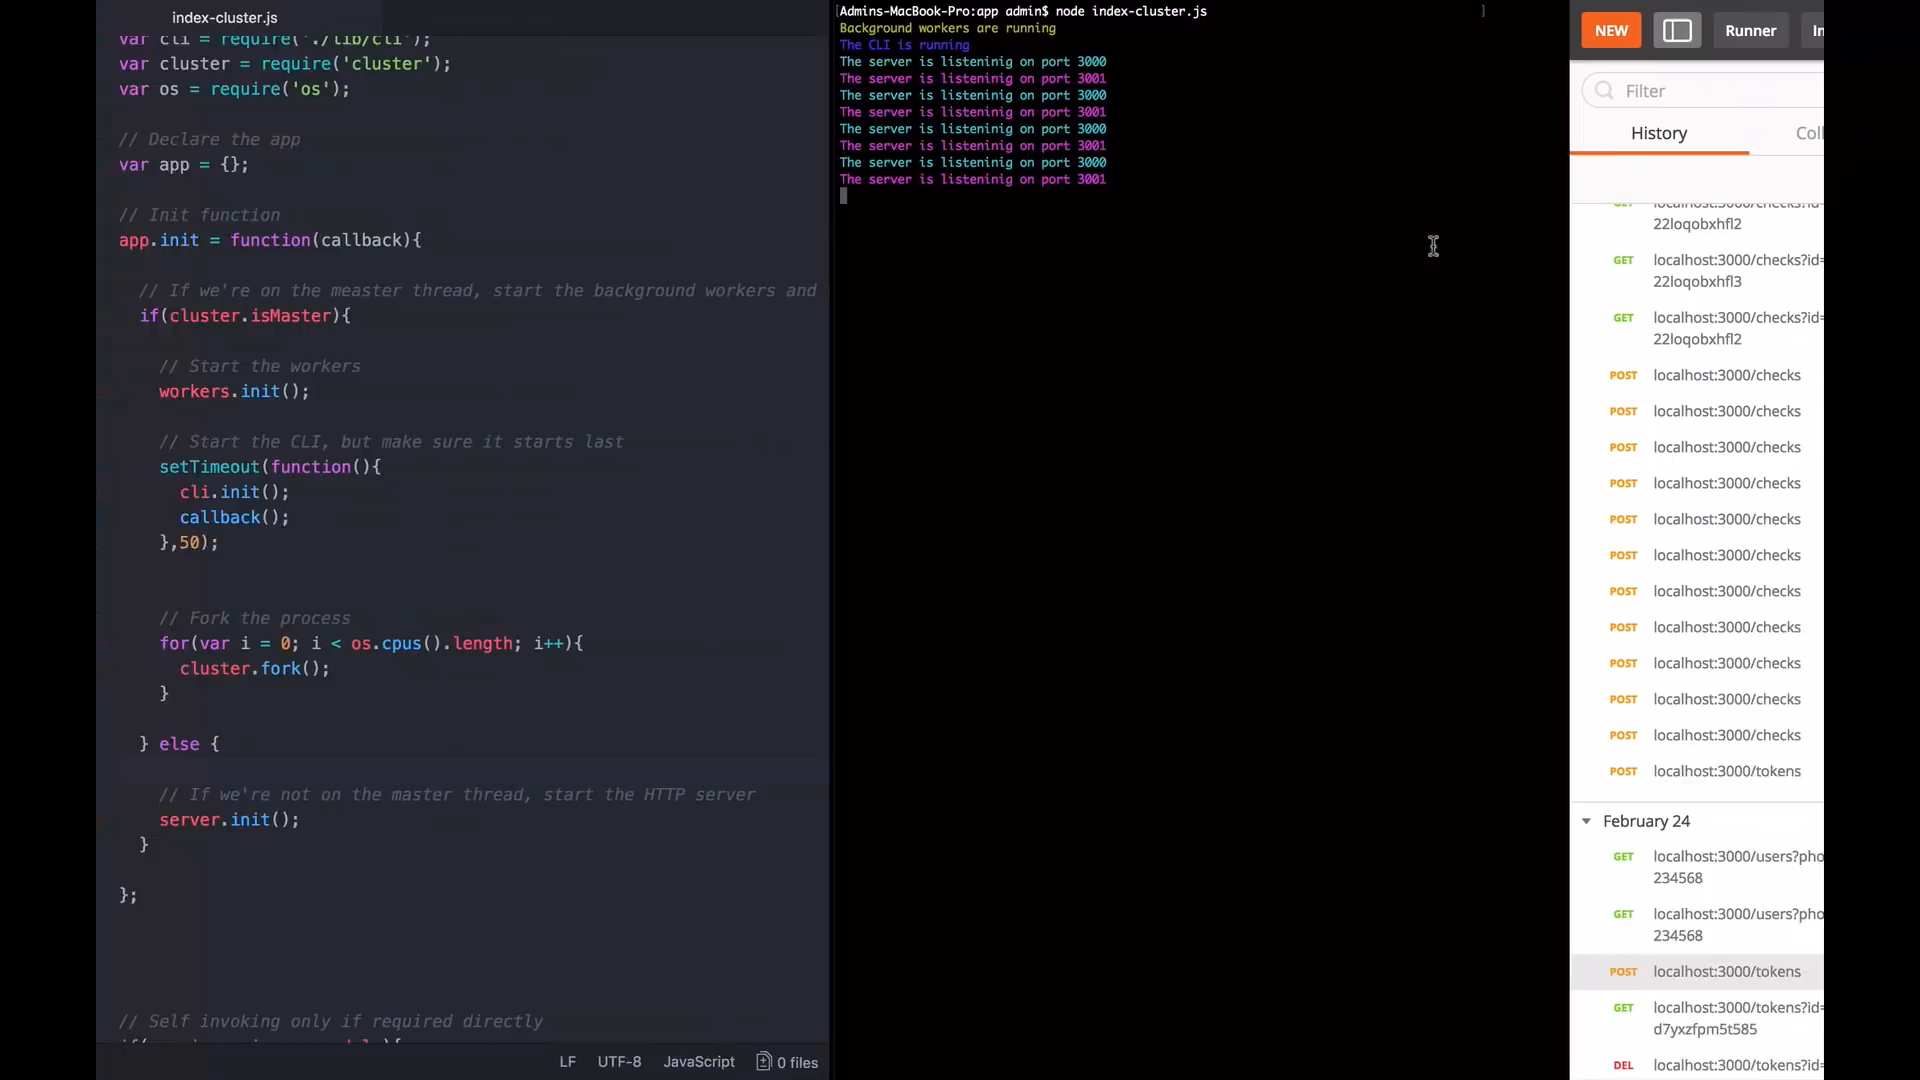 index-cluster.js
var cli = require('./lib/cli');
var cluster = require('cluster');
var os = require('os');
// Declare the app
var app = {};
// Init function
app.init = function(callback){
// If we're on the measter thread, start the background workers and
if(cluster.isMaster){
// Start the workers
workers.init();
// Start the CLI, but make sure it starts last
setTimeout(function(){
cli.init();
callback();
},50);
// Fork the process
for(var i = 0; i < os.cpus().length; i++){
cluster.fork();
}
} else {
// If we're not on the master thread, start the HTTP server
server.init();
}
};
// Self invoking only if required directly
LF UTF-8 JavaScript 0 files
[Admins-MacBook-Pro:app admin$ node index-cluster.js ]
Background workers are running
The CLI is running
The server is listeninig on port 3000
The server is listeninig on port 3001
The server is listeninig on port 3000
The server is listeninig on port 3001
The server is listeninig on port 3000
The server is listeninig on port 3001
The server is listeninig on port 3000
The server is listeninig on port 3001
NEW Runner
Filter
History
GET localhost:3000/checks?id=
22loqobxhfl2
GET localhost:3000/checks?id=
22loqobxhfl3
GET localhost:3000/checks?id=
22loqobxhfl2
POST localhost:3000/checks
POST localhost:3000/checks
POST localhost:3000/checks
POST localhost:3000/checks
POST localhost:3000/checks
POST localhost:3000/checks
POST localhost:3000/checks
POST localhost:3000/checks
POST localhost:3000/checks
POST localhost:3000/checks
POST localhost:3000/checks
POST localhost:3000/tokens
February 24
GET localhost:3000/users?pho
234568
GET localhost:3000/users?pho
234568
POST localhost:3000/tokens
GET localhost:3000/tokens?id=
d7yxzfpm5t585
DEL localhost:3000/tokens?id=